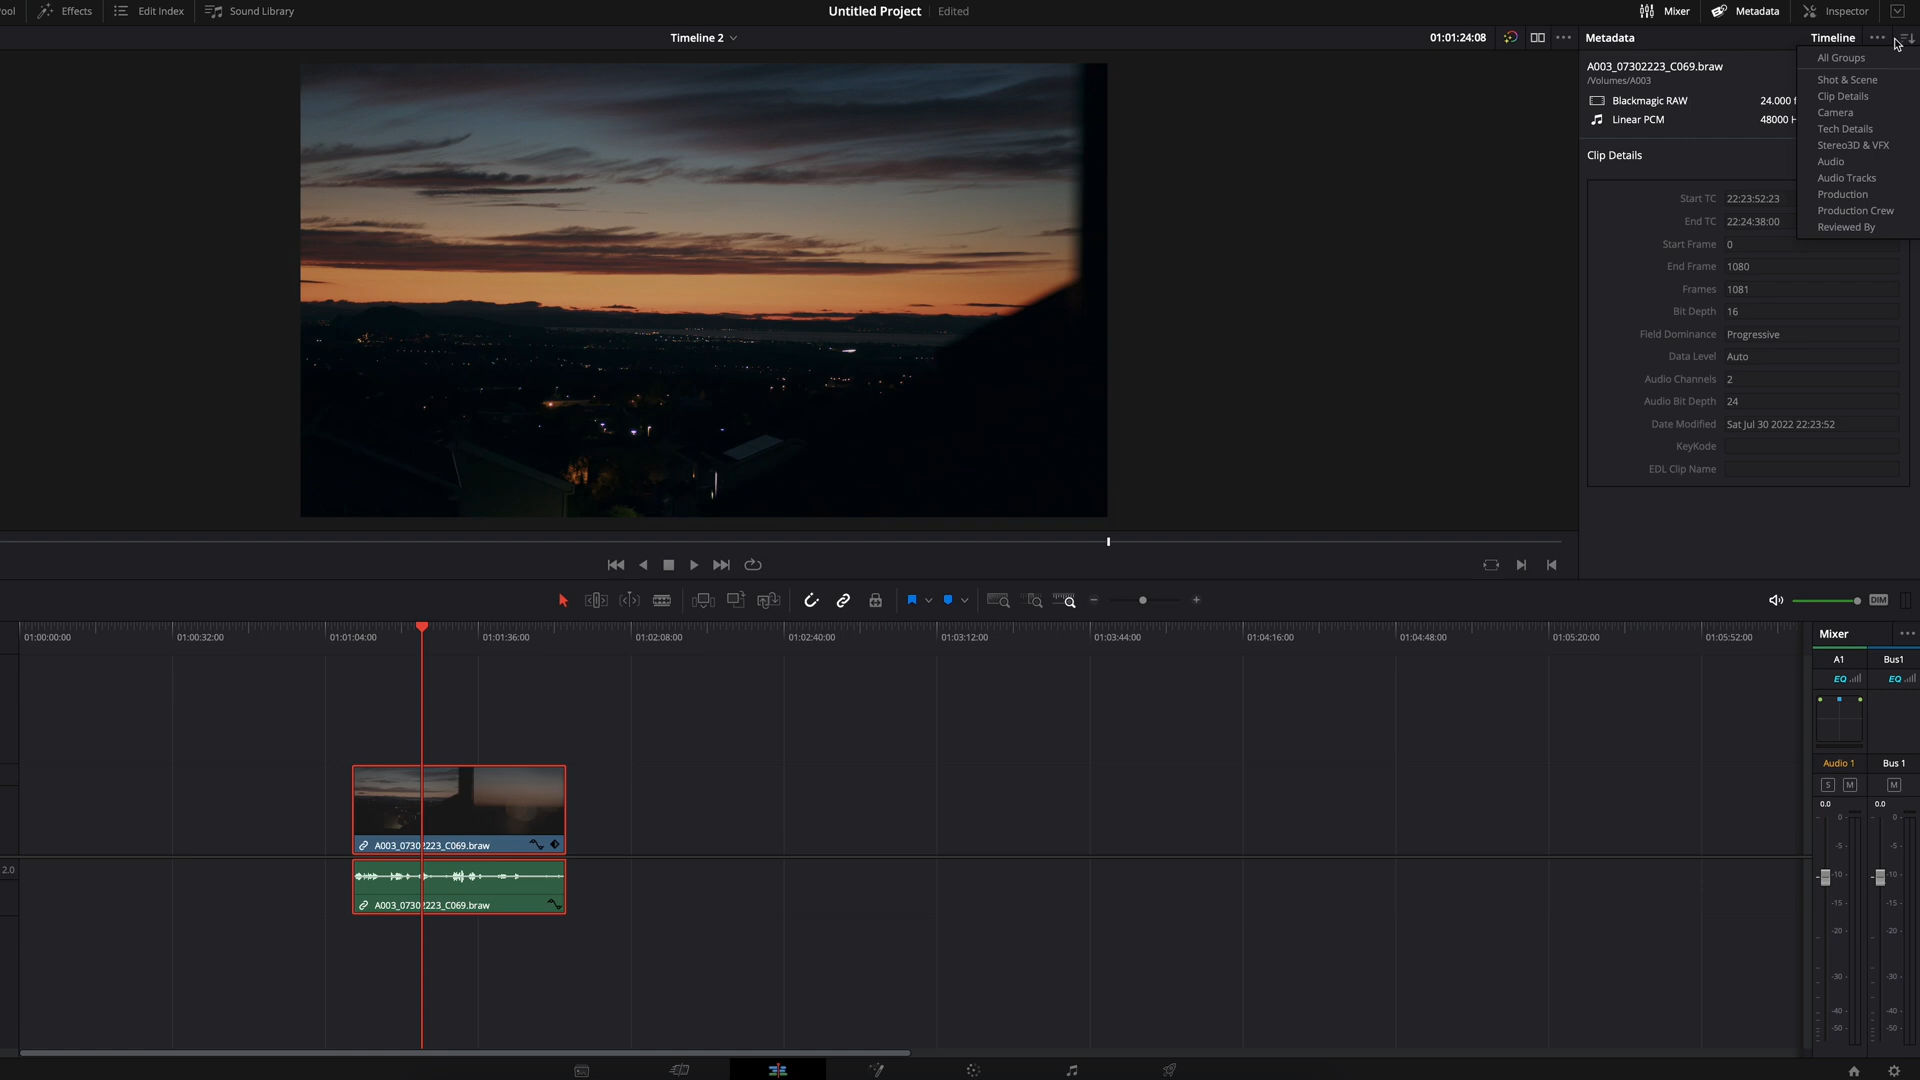 ool Effects Edit Index Sound Library Untitled Project Edited Mixer Metadata Inspector
Timeline 2 01:01:24:08 Metadata Timeline
All Groups
A003_07302223_C069.braw
/Volumes/A003
Shot & Scene
Clip Details
Blackmagic RAW 24.000 f
Camera
Linear PCM 48000 H
Tech Details
Stereo3D & VFX
Clip Details
Audio
Audio Tracks
Production
Production Crew
Reviewed By
Start TC 22:23:52:23
End TC 22:24:38:00
Start Frame 0
End Frame 1080
Frames 1081
Bit Depth 16
Field Dominance Progressive
Data Level Auto
Audio Channels 2
Audio Bit Depth 24
Date Modified Sat Jul 30 2022 22:23:52
KeyKode
EDL Clip Name
DIM
01:00:00:00 01:00:32:00 01:01:04:00 01:01:36:00 01:02:08:00 01:02:40:00 01:03:12:00 01:03:44:00 01:04:16:00 01:04:48:00 01:05:20:00 01:05:52:00
Mixer
A1 Bus1
EQ EQ
Audio 1 Bus 1
S M M
0.0 0.0
0- 0-
-5- -5-
-10- -10-
-15- -15-
-20- -20-
-30- -30-
-40- -40-
-50- -50-
A003_07302223_C069.braw
2.0
A003_07302223_C069.braw